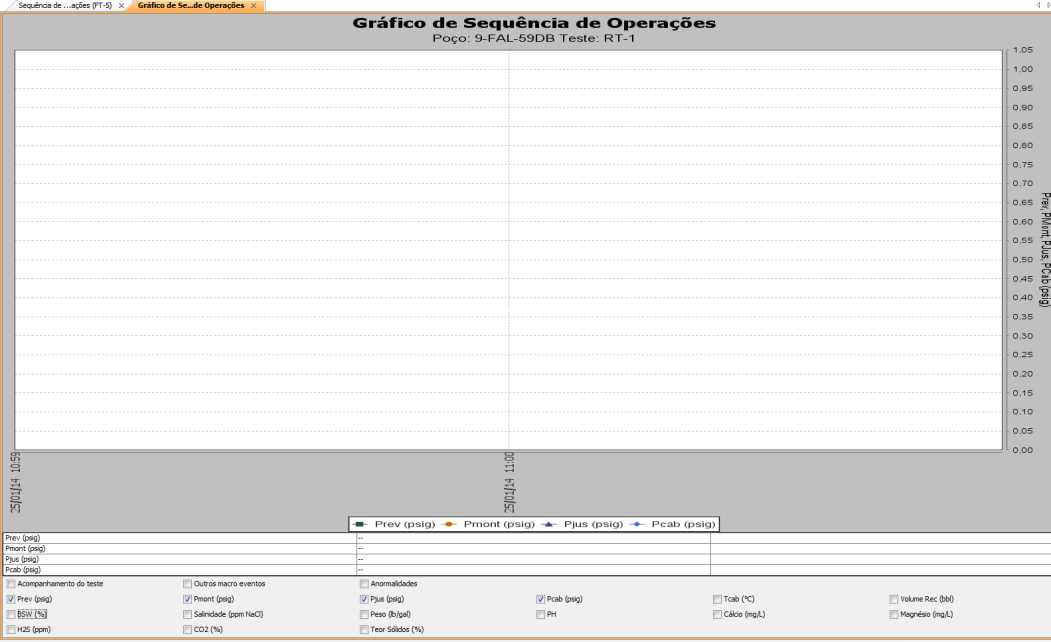 Sequência de ...ações (FT-5) X Gráfico de Se...de Operações X
Gráfico de Sequência de Operações
Poço: 9-FAL-59DB Teste: RT-1
1,05
1,00
0,95
0,90
0,85
0,80
0,75
0,70
0,65
0,60
0,55
0,50
0,45
0,40
0,35
0,30
0,25
0,20
0,15
0,10
0,05
0,00
Prev, PMont, PJus, PCab (psig)
25/01/14 10:59
25/01/14 11:00
Prev (psig) Pmont (psig) Pjus (psig) Pcab (psig)
Prev (psig) --
Pmont (psig) --
Pjus (psig) --
Pcab (psig) --
Acompanhamento do teste Outros macro eventos Anormalidades
Prev (psig) Pmont (psig) Pjus (psig) Pcab (psig) Tcab (ºC) Volume Rec (bbl)
BSW (%) Salinidade (ppm NaCl) Peso (lb/gal) PH Cálcio (mg/L) Magnésio (mg/L)
H2S (ppm) CO2 (%) Teor Sólidos (%)